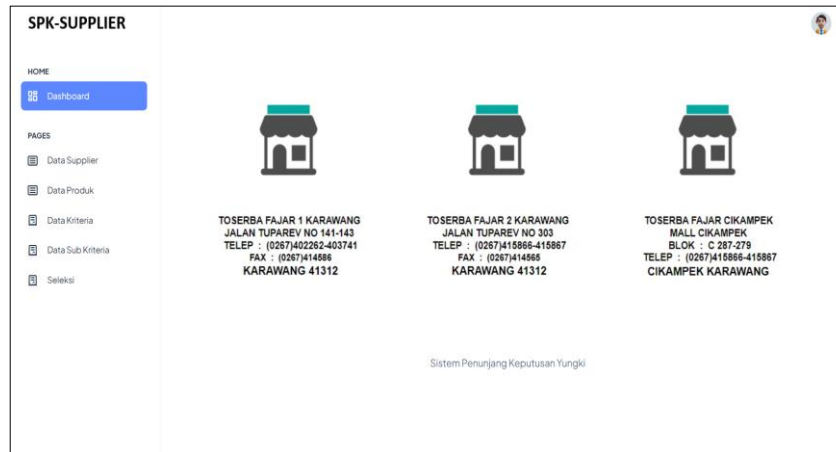 SPK-SUPPLIER
HOME
Dashboard
PAGES
Data Supplier
Data Produk
Data Kriteria
Data Sub Kriteria
Seleksi
TOSERBA FAJAR 1 KARAWANG
JALAN TUPAREV NO 141-143
TELEP : (0267)402262-403741
FAX : (0267)414586
KARAWANG 41312
TOSERBA FAJAR 2 KARAWANG
JALAN TUPAREV NO 303
TELEP : (0267)415866-415867
FAX : (0267)414565
KARAWANG 41312
TOSERBA FAJAR CIKAMPEK
MALL CIKAMPEK
BLOK : C 287-279
TELEP : (0267)415866-415867
CIKAMPEK KARAWANG
Sistem Penunjang Keputusan Yungki